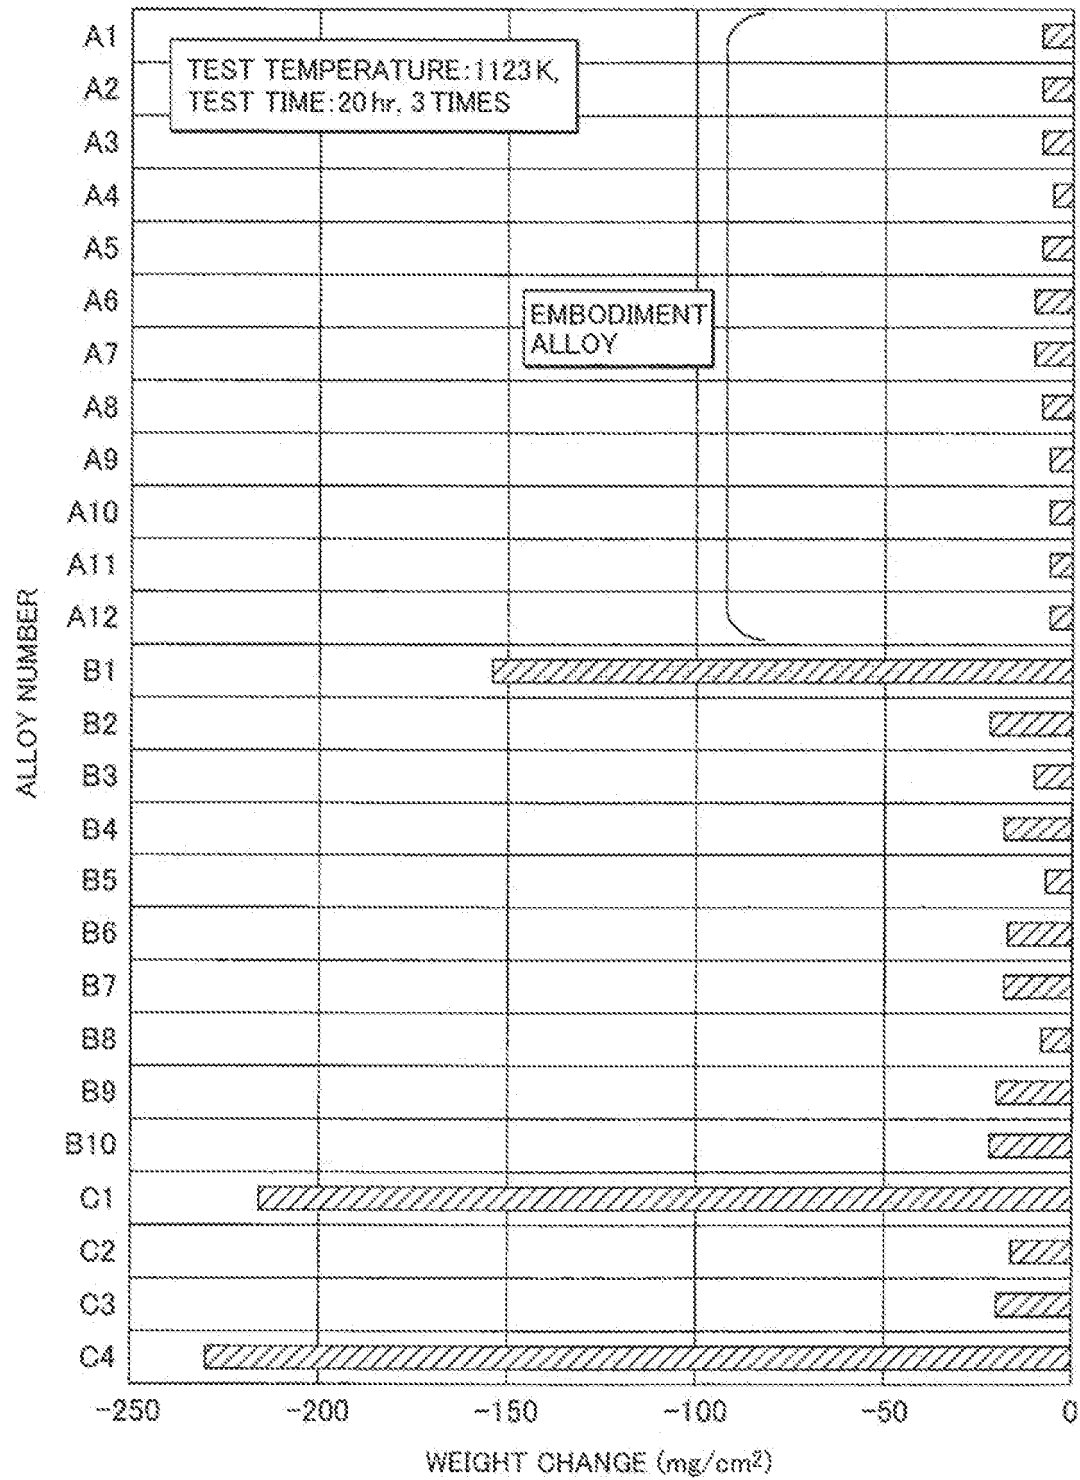 A1
TEST TEMPERATURE:1123K,
A2
TEST TIME:20hr, 3 TIMES
A3
A4
A5
A6
EMBODIMENT
ALLOY
A7
A8
A9
A10
A11
A12
ALLOY NUMBER
B1
B2
B3
B4
B5
B6
B7
B8
B9
B10
C1
C2
C3
C4
-250 -200 -150 -100 -50 0
WEIGHT CHANGE (mg/cm²)